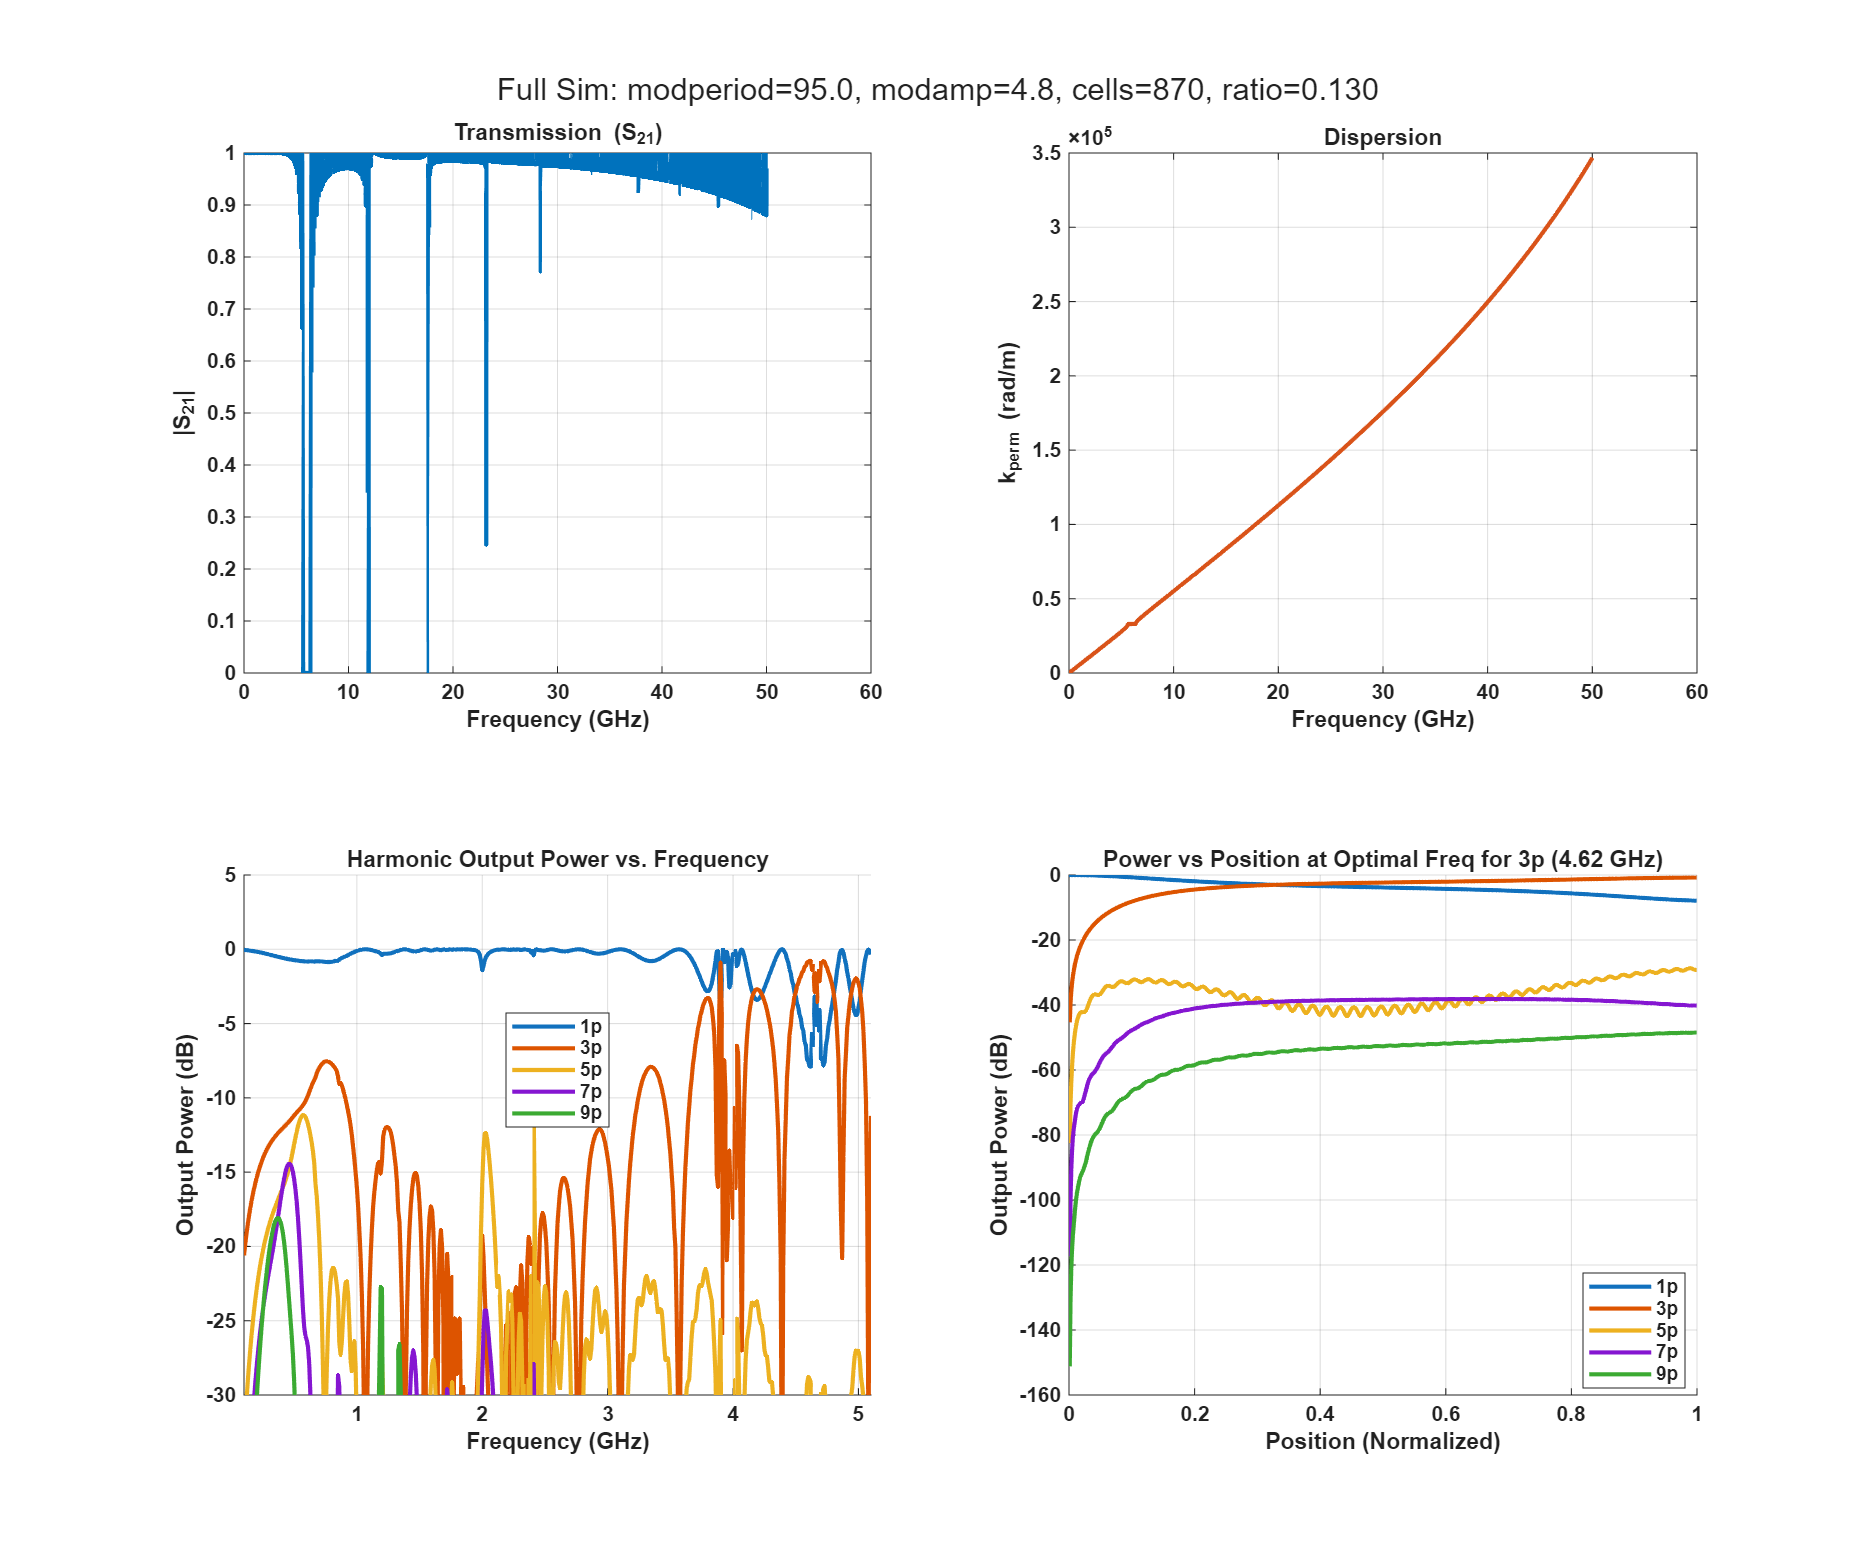 Full Sim: modperiod=95.0, modamp=4.8, cells=870, ratio=0.130
Transmission (S₂₁)
1
0.9
0.8
0.7
0.6
0.5
0.4
0.3
0.2
0.1
0
|S₂₁|
0 10 20 30 40 50 60
Frequency (GHz)
×10⁵
Dispersion
3.5
3
2.5
2
1.5
1
0.5
0
k_perm (rad/m)
0 10 20 30 40 50 60
Frequency (GHz)
Harmonic Output Power vs. Frequency
5
0
-5
-10
-15
-20
-25
-30
Output Power (dB)
1p
3p
5p
7p
9p
1 2 3 4 5
Frequency (GHz)
Power vs Position at Optimal Freq for 3p (4.62 GHz)
0
-20
-40
-60
-80
-100
-120
-140
-160
Output Power (dB)
1p
3p
5p
7p
9p
0 0.2 0.4 0.6 0.8 1
Position (Normalized)